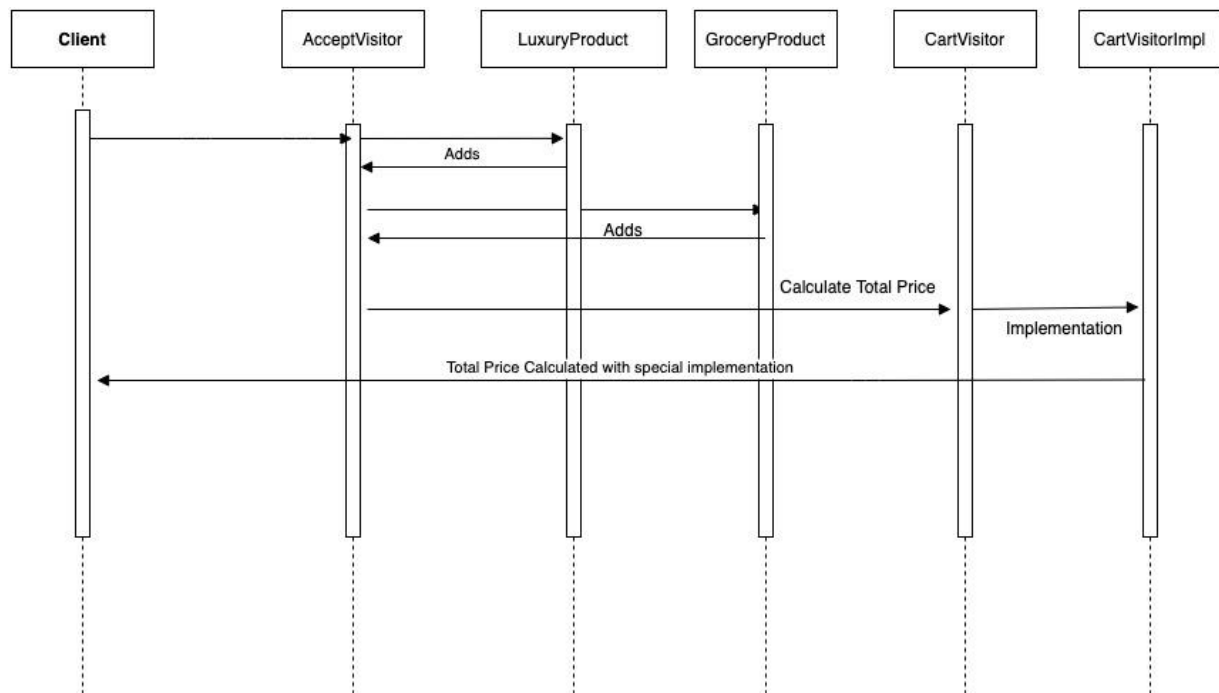 Client
AcceptVisitor
LuxuryProduct
GroceryProduct
CartVisitor
CartVisitorImpl
Adds
Adds
Calculate Total Price
Implementation
Total Price Calculated with special implementation